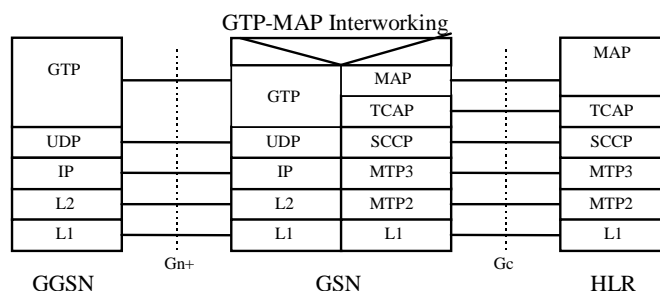 GTP-MAP Interworking
GTP
GTP
MAP
MAP
TCAP
TCAP
UDP
UDP
SCCP
SCCP
IP
IP
MTP3
MTP3
L2
L2
MTP2
MTP2
L1
L1
L1
L1
Gn+
Gc
GGSN
GSN
HLR